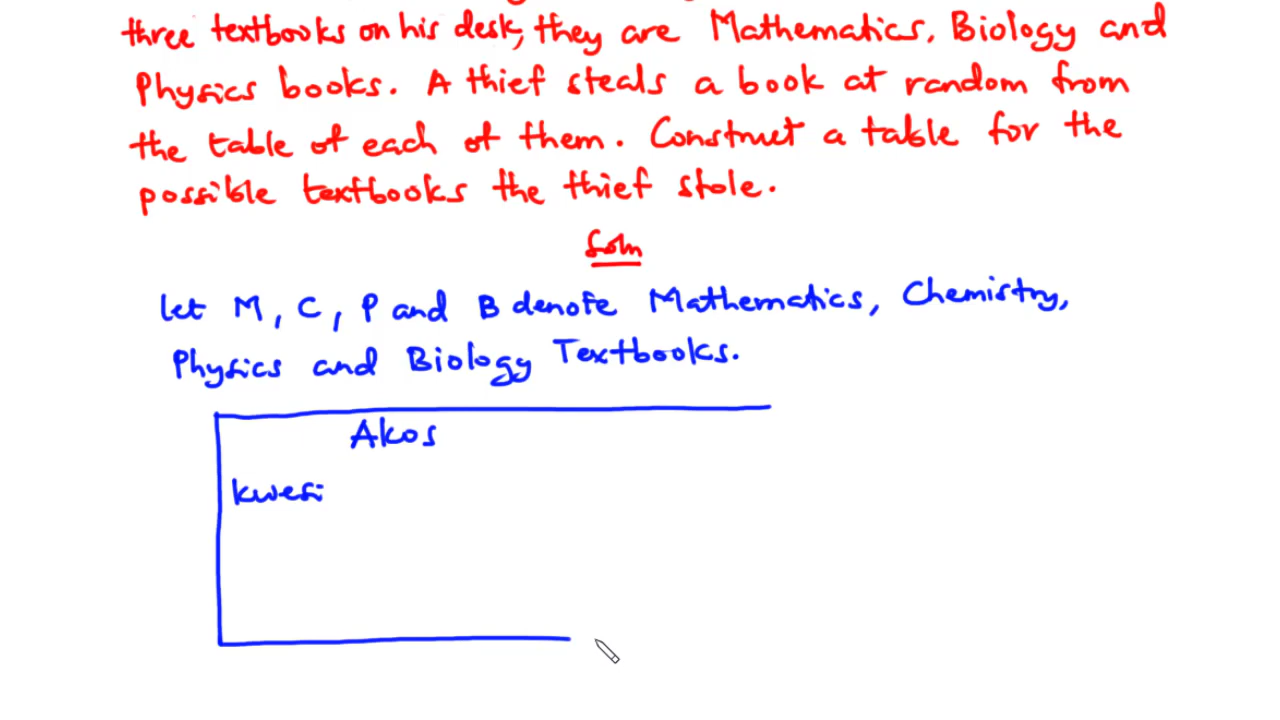 three textbooks on his desk, they are Mathematics, Biology and
Physics books. A thief steals a book at random from
the table of each of them. Construct a table for the
possible textbooks the thief stole.
Soln
let M, C, P and B denote Mathematics, Chemistry,
Physics and Biology Textbooks.
Akos
kwesi